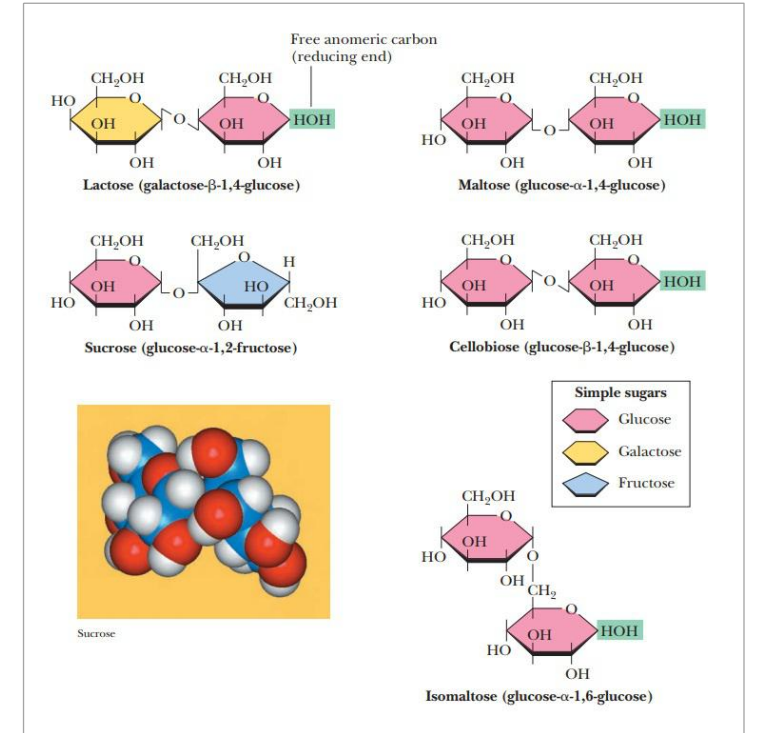 Free anomeric carbon
(reducing end)
CH₂OH
CH₂OH
HO
O
O
OH
O
OH
HOH
OH
OH
Lactose (galactose-β-1,4-glucose)
CH₂OH
CH₂OH
O
O
OH
OH
HOH
HO
O
OH
OH
Maltose (glucose-α-1,4-glucose)
CH₂OH
CH₂OH
O
O
H
OH
HO
HO
O
CH₂OH
OH
OH
Sucrose (glucose-α-1,2-fructose)
CH₂OH
CH₂OH
O
O
OH
O
OH
HOH
HO
OH
OH
Cellobiose (glucose-β-1,4-glucose)
Simple sugars
Glucose
Galactose
Fructose
Sucrose
CH₂OH
O
OH
HO
O
OH
CH₂
O
OH
HOH
HO
OH
Isomaltose (glucose-α-1,6-glucose)